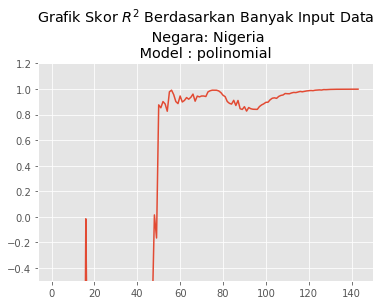 Grafik Skor R² Berdasarkan Banyak Input Data
Negara: Nigeria
Model : polinomial
1.2
1.0
0.8
0.6
0.4
0.2
0.0
−0.2
−0.4
0 20 40 60 80 100 120 140